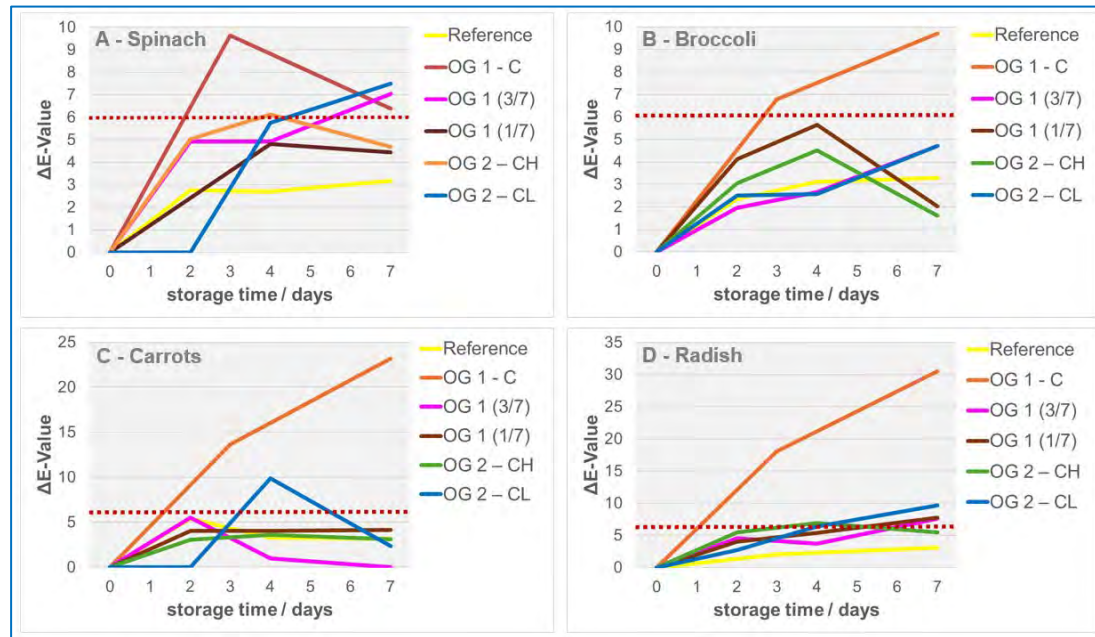 A - Spinach
ΔE-Value
10
9
8
7
6
5
4
3
2
1
0
0 1 2 3 4 5 6 7
storage time / days
Reference
OG 1 - C
OG 1 (3/7)
OG 1 (1/7)
OG 2 – CH
OG 2 – CL
B - Broccoli
ΔE-Value
10
9
8
7
6
5
4
3
2
1
0
0 1 2 3 4 5 6 7
storage time / days
Reference
OG 1 - C
OG 1 (3/7)
OG 1 (1/7)
OG 2 – CH
OG 2 – CL
C - Carrots
ΔE-Value
25
20
15
10
5
0
0 1 2 3 4 5 6 7
storage time / days
Reference
OG 1 - C
OG 1 (3/7)
OG 1 (1/7)
OG 2 – CH
OG 2 – CL
D - Radish
ΔE-Value
35
30
25
20
15
10
5
0
0 1 2 3 4 5 6 7
storage time / days
Reference
OG 1 - C
OG 1 (3/7)
OG 1 (1/7)
OG 2 – CH
OG 2 – CL